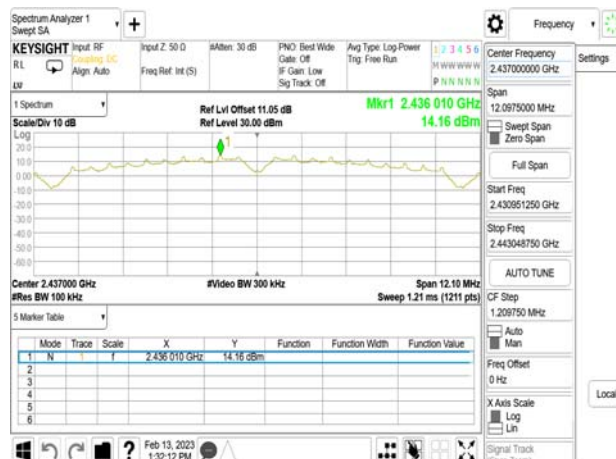 Spectrum Analyzer 1
Swept SA
+
Frequency
KEYSIGHT
Input: RF
Coupling: DC
Align: Auto
Input Z: 50 Ω
Freq Ref: Int (S)
#Atten: 30 dB
PNO: Best Wide
Gate: Off
IF Gain: Low
Sig Track: Off
Avg Type: Log-Power
Trig: Free Run
1 2 3 4 5 6
M W W W W W
P N N N N N
RL
1 Spectrum
Scale/Div 10 dB
Ref Lvl Offset 11.05 dB
Ref Level 30.00 dBm
Mkr1 2.436 010 GHz
14.16 dBm
Log
20.0
10.0
0.00
-10.0
-20.0
-30.0
-40.0
-50.0
-60.0
1
Center 2.437000 GHz
#Res BW 100 kHz
#Video BW 300 kHz
Span 12.10 MHz
Sweep 1.21 ms (1211 pts)
5 Marker Table
Mode Trace Scale X Y Function Function Width Function Value
1 N 1 f 2.436 010 GHz 14.16 dBm
2
3
4
5
6
Feb 13, 2023
1:32:12 PM
Center Frequency
2.437000000 GHz
Settings
Span
12.0975000 MHz
Swept Span
Zero Span
Full Span
Start Freq
2.430951250 GHz
Stop Freq
2.443048750 GHz
AUTO TUNE
CF Step
1.209750 MHz
Auto
Man
Freq Offset
0 Hz
X Axis Scale
Log
Lin
Local
Signal Track